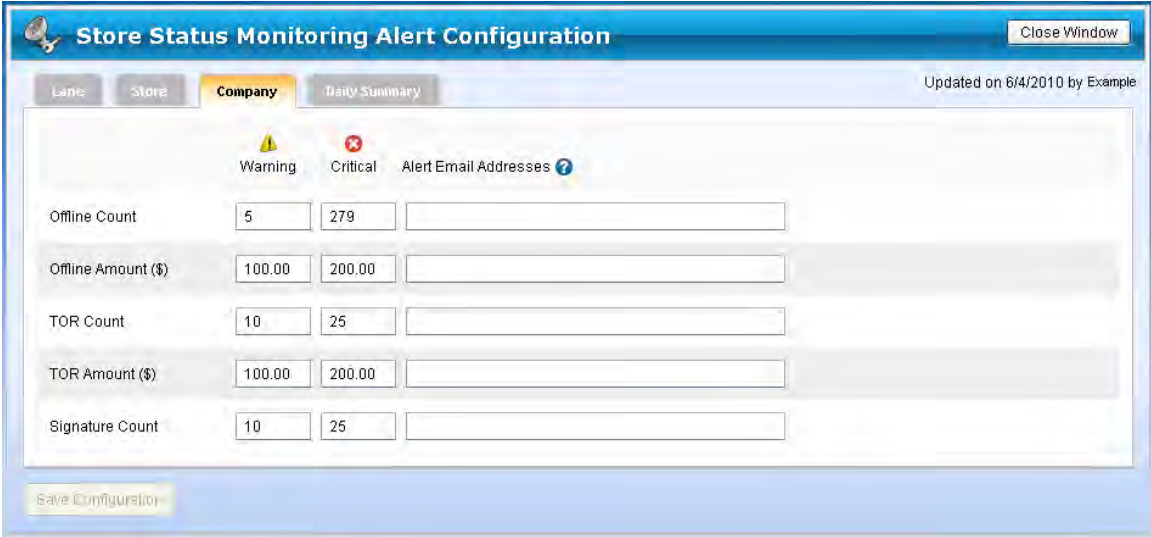 Store Status Monitoring Alert Configuration
Close Window
Lane Store Company Daily Summary
Updated on 6/4/2010 by Example
Warning Critical Alert Email Addresses ?
Offline Count 5 279
Offline Amount ($) 100.00 200.00
TOR Count 10 25
TOR Amount ($) 100.00 200.00
Signature Count 10 25
Save Configuration